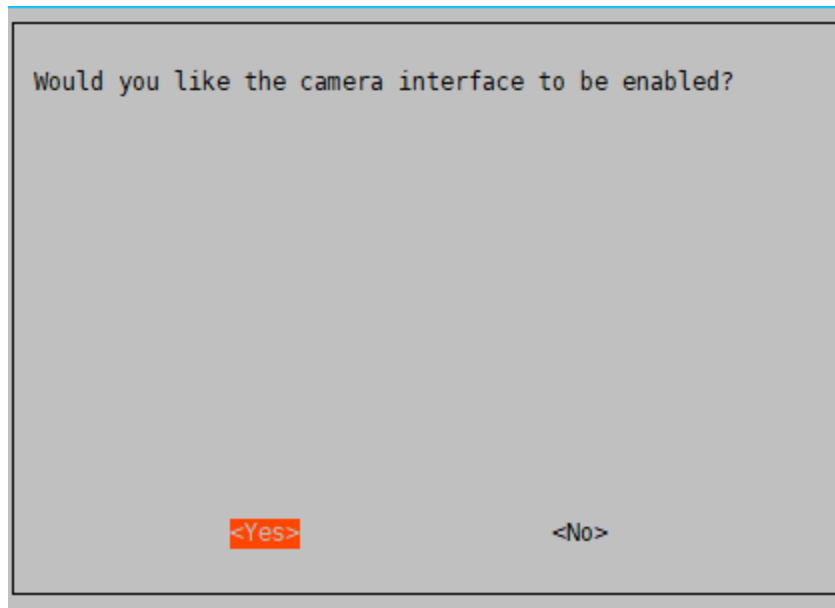 Would you like the camera interface to be enabled?
<Yes> <No>